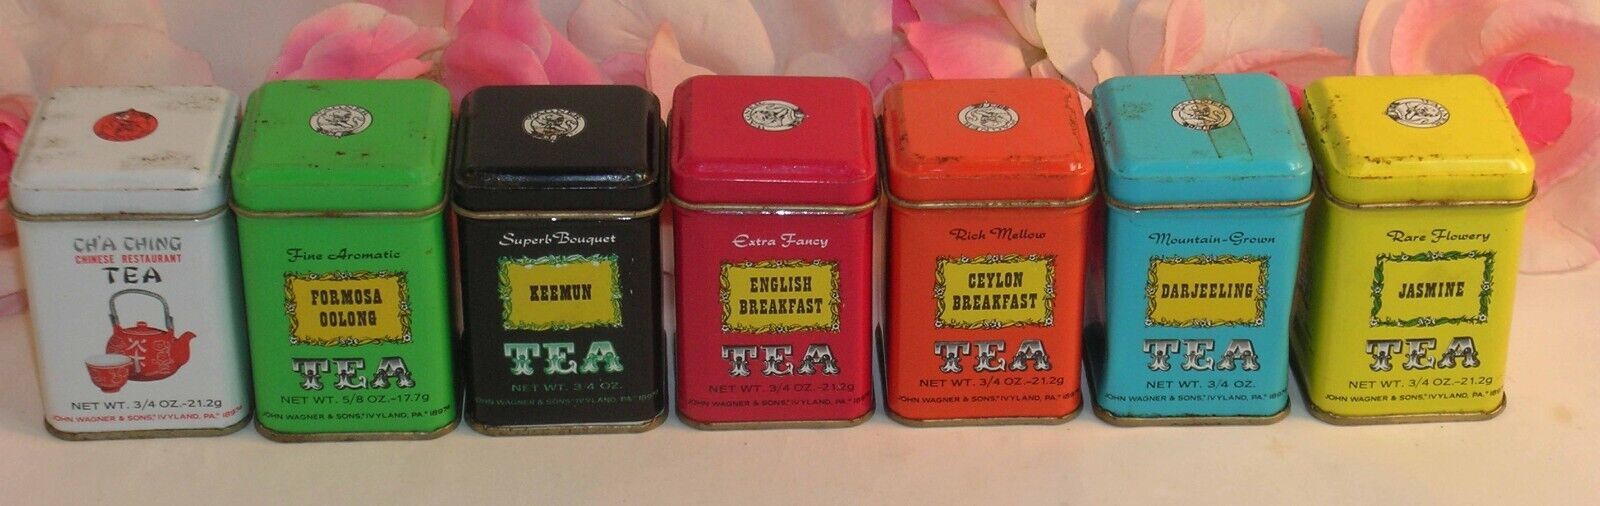 CH'A CHING
CHINESE RESTAURANT
TEA
NET WT. 3/4 OZ.-21.2g
JOHN WAGNER & SONS, IVYLAND, PA. 18974
Fine Aromatic
FORMOSA
OOLONG
TEA
NET WT. 5/8 OZ.-17.7g
JOHN WAGNER & SONS, IVYLAND, PA. 18974
Superb Bouquet
KEEMUN
TEA
NET WT. 3/4 OZ.
JOHN WAGNER & SONS, IVYLAND, PA. 18974
Extra Fancy
ENGLISH
BREAKFAST
TEA
NET WT. 3/4 OZ.-21.2g
JOHN WAGNER & SONS, IVYLAND, PA. 18974
Rich Mellow
CEYLON
BREAKFAST
TEA
NET WT. 3/4 OZ.-21.2g
JOHN WAGNER & SONS, IVYLAND, PA. 18974
Mountain-Grown
DARJEELING
TEA
NET WT. 3/4 OZ.
JOHN WAGNER & SONS, IVYLAND, PA. 18974
Rare Flowery
JASMINE
TEA
NET WT. 3/4 OZ.-21.2g
JOHN WAGNER & SONS, IVYLAND, PA. 18974